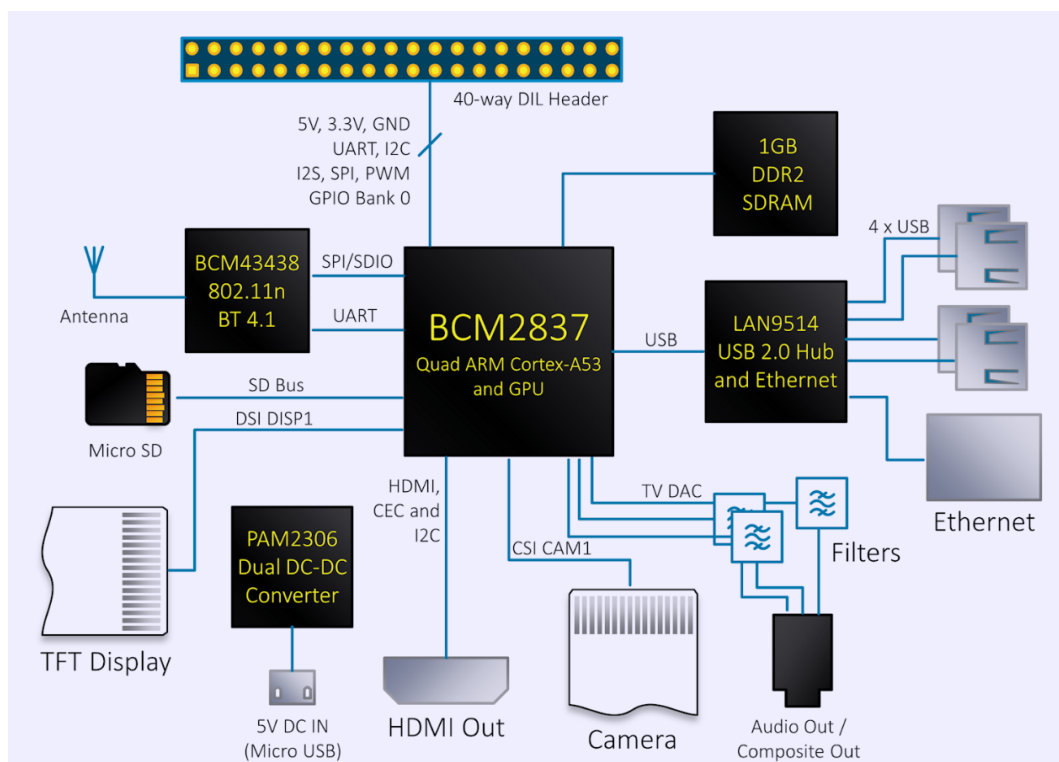 40-way DIL Header
5V, 3.3V, GND
UART, I2C
I2S, SPI, PWM
GPIO Bank 0
1GB
DDR2
SDRAM
4 x USB
BCM43438
802.11n
BT 4.1
SPI/SDIO
UART
Antenna
BCM2837
Quad ARM Cortex-A53
and GPU
USB
LAN9514
USB 2.0 Hub
and Ethernet
SD Bus
DSI DISP1
Micro SD
HDMI,
CEC and
I2C
TV DAC
CSI CAM1
Ethernet
Filters
PAM2306
Dual DC-DC
Converter
TFT Display
5V DC IN
(Micro USB)
HDMI Out
Camera
Audio Out /
Composite Out